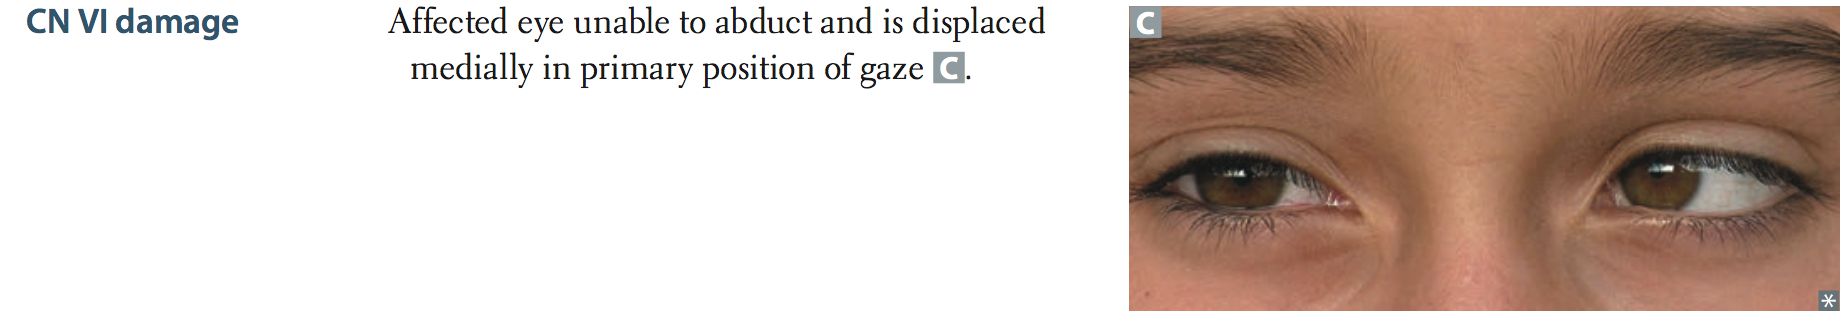 CN VI damage
Affected eye unable to abduct and is displaced
medially in primary position of gaze C.
C
*